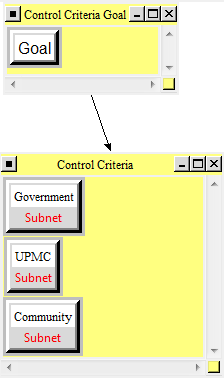 Control Criteria Goal
Goal
Control Criteria
Government
Subnet
UPMC
Subnet
Community
Subnet